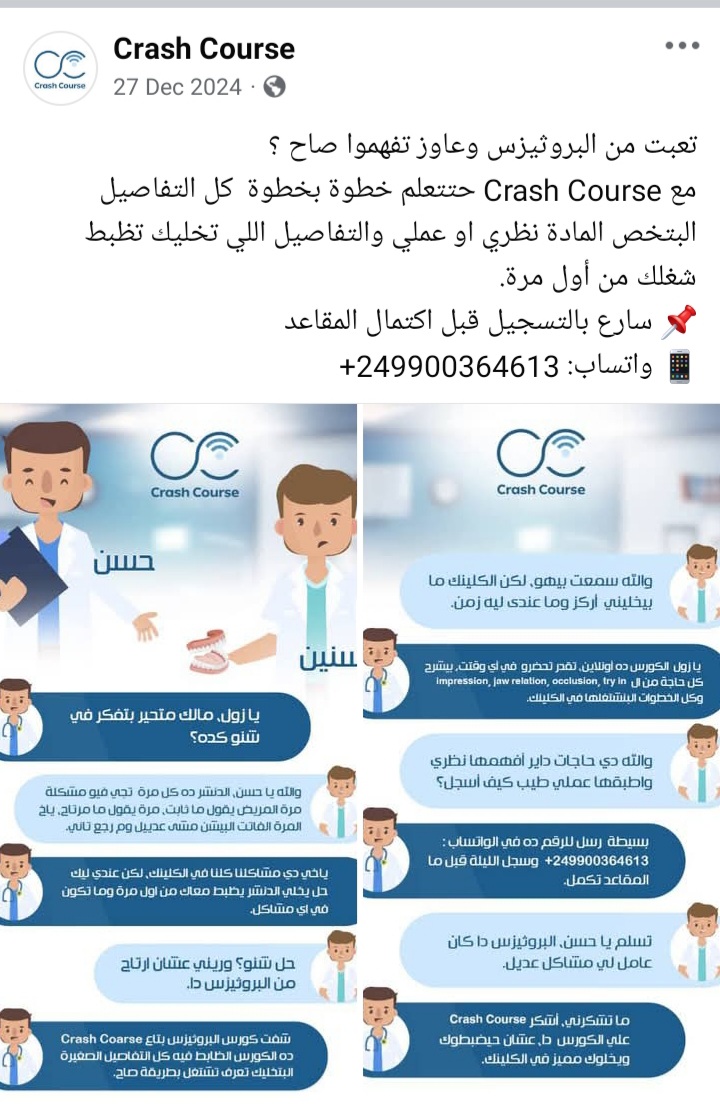 Crash Course
27 Dec 2024
تعبت من البروثيزس وعاوز تفهموا صاح ؟
مع Crash Course حتتعلم خطوة بخطوة كل التفاصيل
البتخص المادة نظري او عملي والتفاصيل اللي تخليك تظبط
شغلك من أول مرة.
📌 سارع بالتسجيل قبل اكتمال المقاعد
📱 واتساب: 249900364613+
Crash Course
حسن
سنين
يا زول، مالك متحير بتفكر في
شنو كده؟
والله يا حسن، الدنشر ده كل مرة تجي فيو مشكلة
مرة المريض يقول ما ثابت، مرة يقول ما مرتاح، ياخ
المرة الفاتت البيشن مشى عدييل وم رجع تاني.
ياخي دي مشاكلنا كلنا في الكلينك، لكن عندي ليك
حل يخلي الدنشر يظبط معاك من اول مرة وما تكون
في اي مشاكل.
حل شنو؟ وريني عشان ارتاح
من البروثيزس دا.
شفت كورس البروثيزس بتاع Crash Coarse
ده الكورس الظابط فيه كل التفاصيل الصغيرة
البتخليك تعرف تشتغل بطريقة صاح.
Crash Course
والله سمعت بيهو، لكن الكلينك ما
بيخليني أركز وما عندى ليه زمن.
يا زول الكورس ده أونلاين، تقدر تحضرو في أي وقت، بيشرح
كل حاجة من ال impression, jaw relation, occlusion, try in
وكل الخطوات البنشتغلها في الكلينك.
والله دي حاجات داير أفهمها نظري
واطبقها عملي طيب كيف أسجل؟
بسيطة رسل للرقم ده في الواتساب :
249900364613+ وسجل الليلة قبل ما
المقاعد تكمل.
تسلم يا حسن، البروثيزس دا كان
عامل لي مشاكل عديل.
ما تشكرني، أشكر Crash Course
علي الكورس دا، عشان حيضبطوك
ويخلوك مميز في الكلينك.